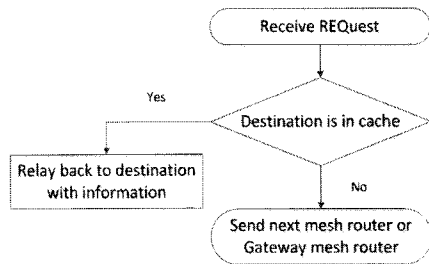 Receive REQuest
Yes
Destination is in cache
Relay back to destination
with information
No
Send next mesh router or
Gateway mesh router